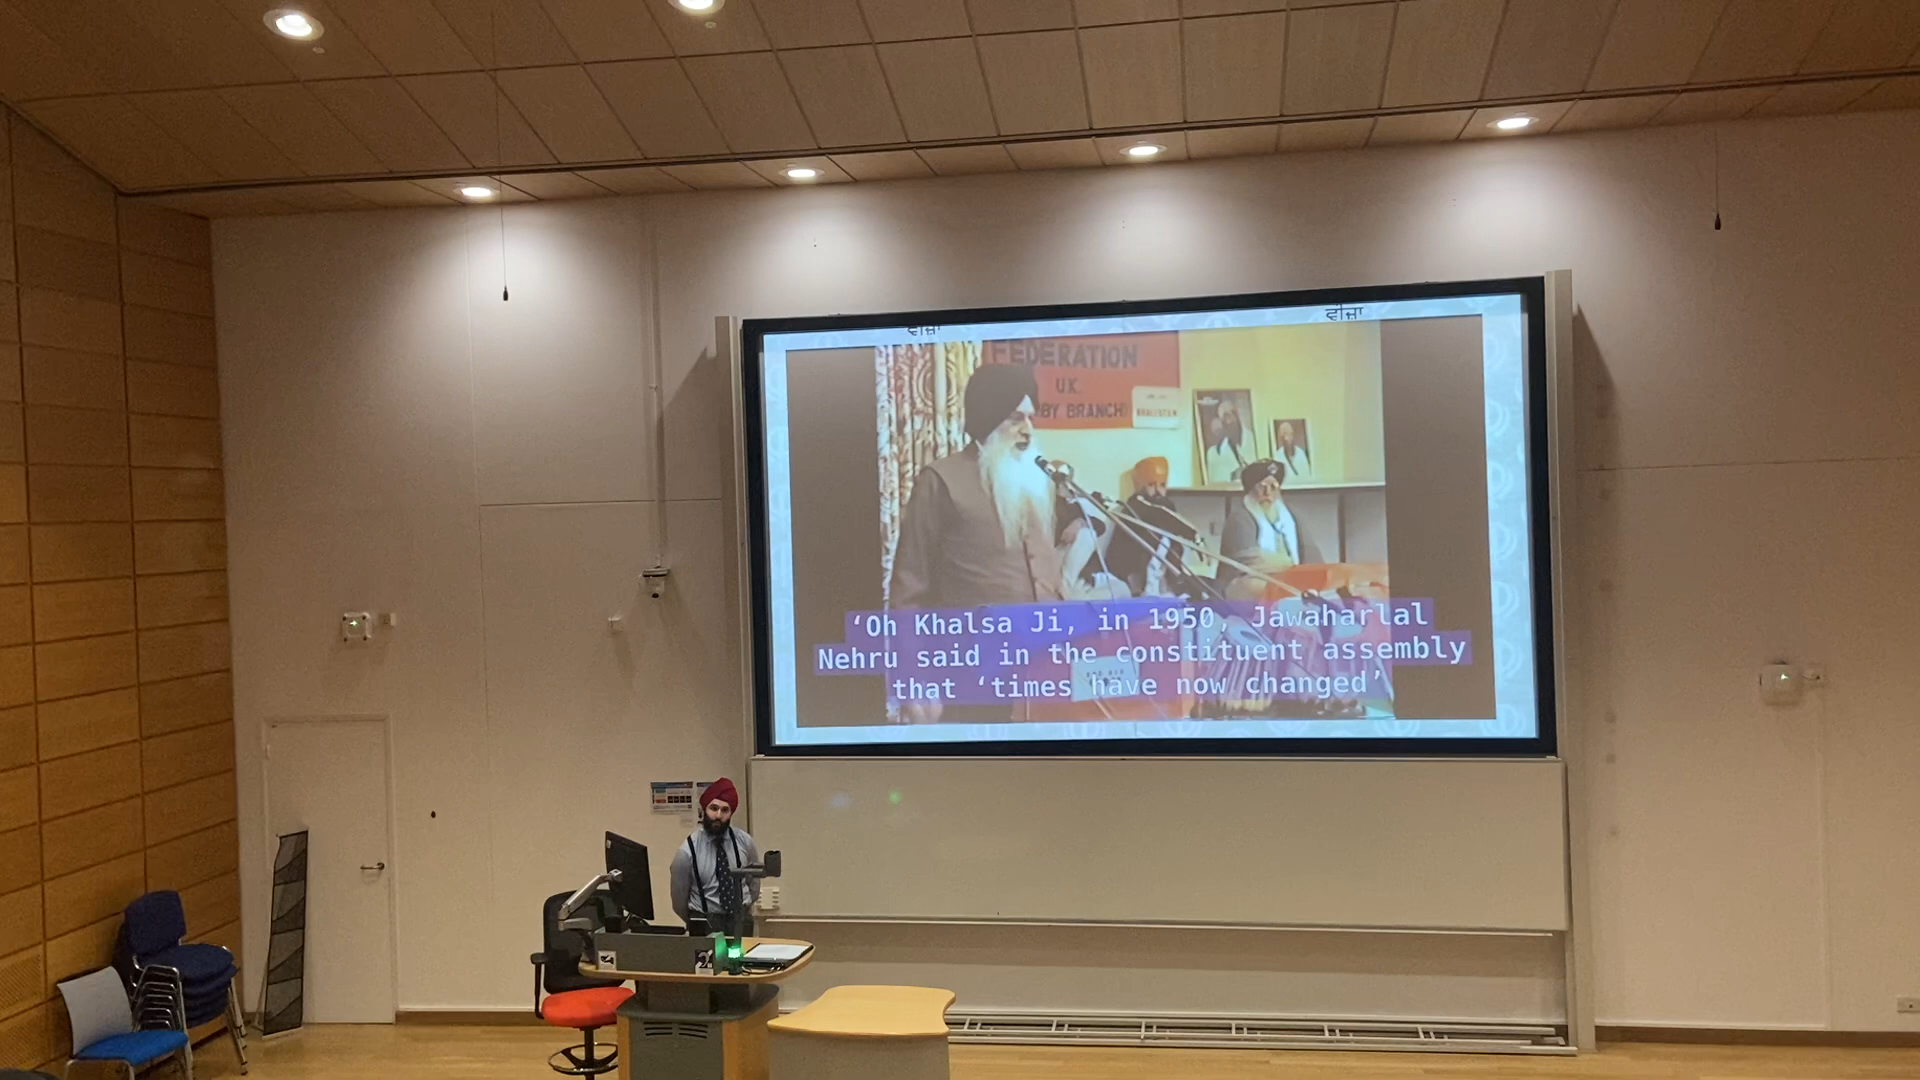 ਵੀਜ਼ਾ
ਵੀਜ਼ਾ
FEDERATION
U.K.
BY BRANCH)
KHALISTAN
‘Oh Khalsa Ji, in 1950, Jawaharlal
Nehru said in the constituent assembly
that ‘times have now changed’